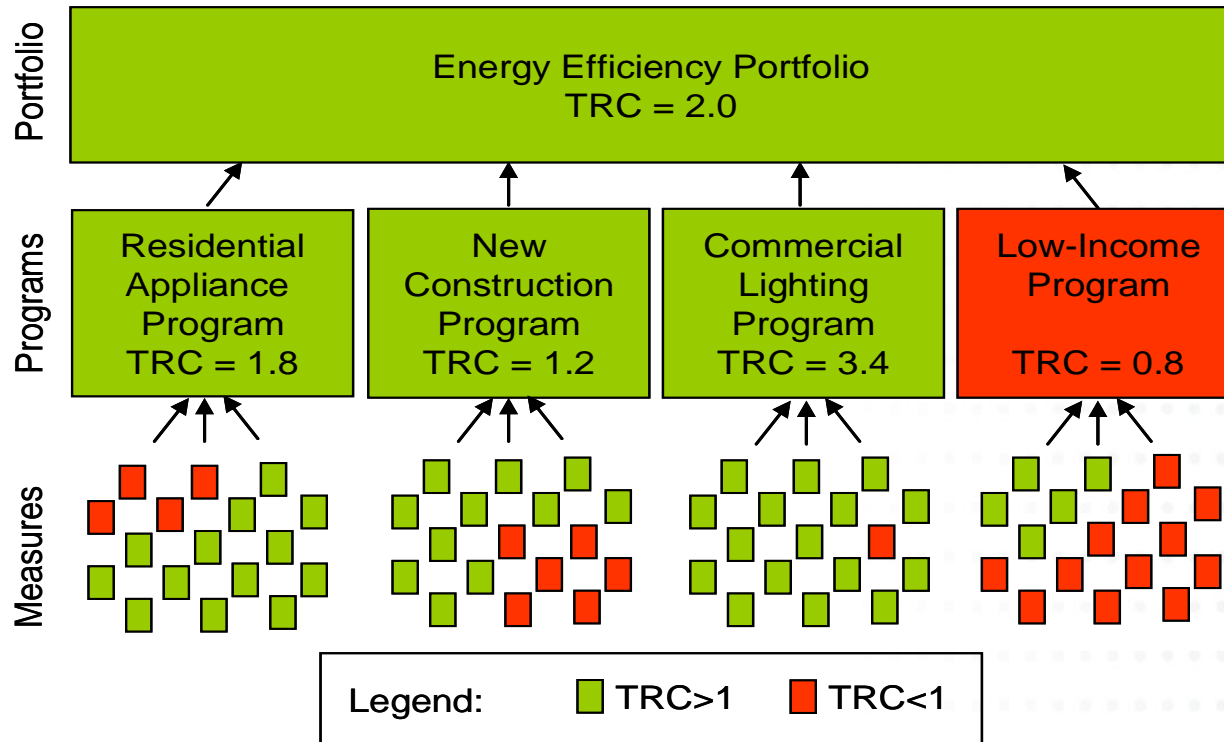 Portfolio
Energy Efficiency Portfolio
TRC = 2.0
Programs
Residential
Appliance
Program
TRC = 1.8
New
Construction
Program
TRC = 1.2
Commercial
Lighting
Program
TRC = 3.4
Low-Income
Program
TRC = 0.8
Measures
Legend:
TRC>1
TRC<1